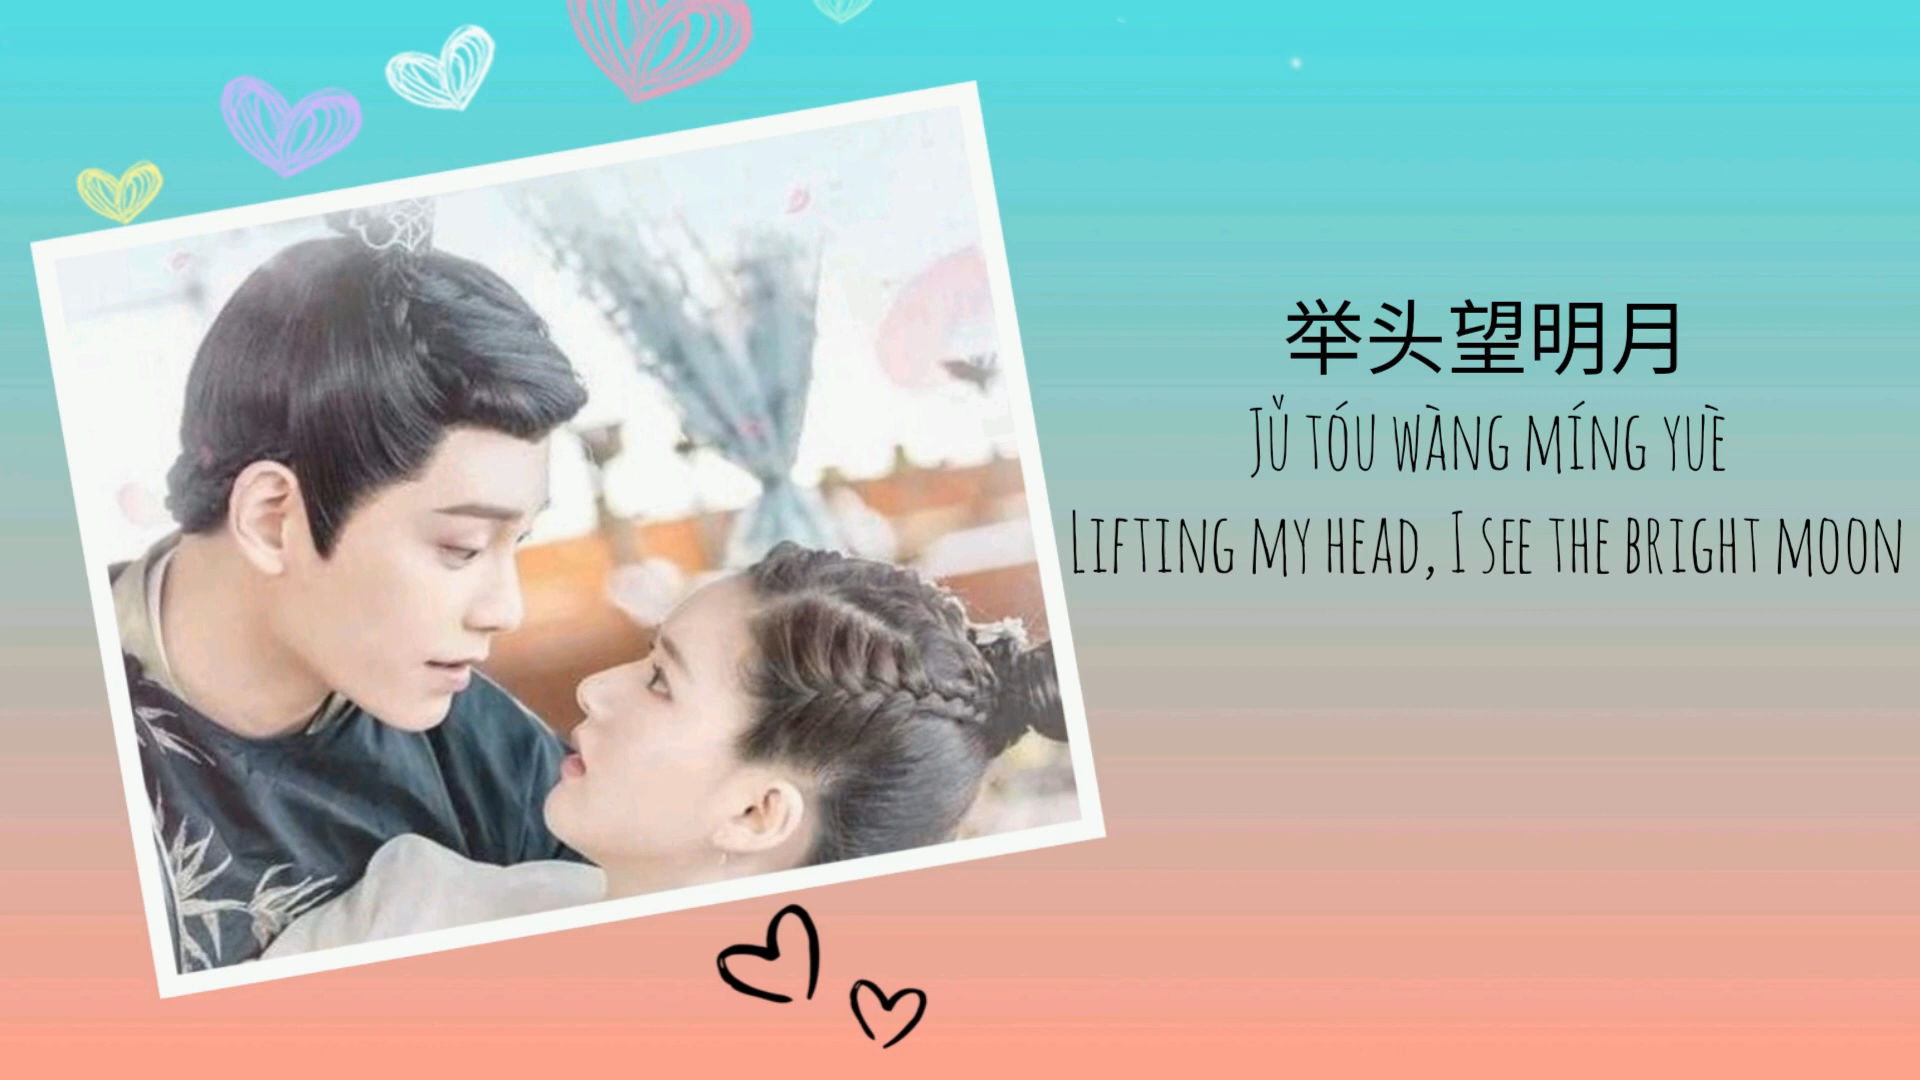 举头望明月
Jǔ tóu wàng míng yuè
Lifting my head, I see the bright moon